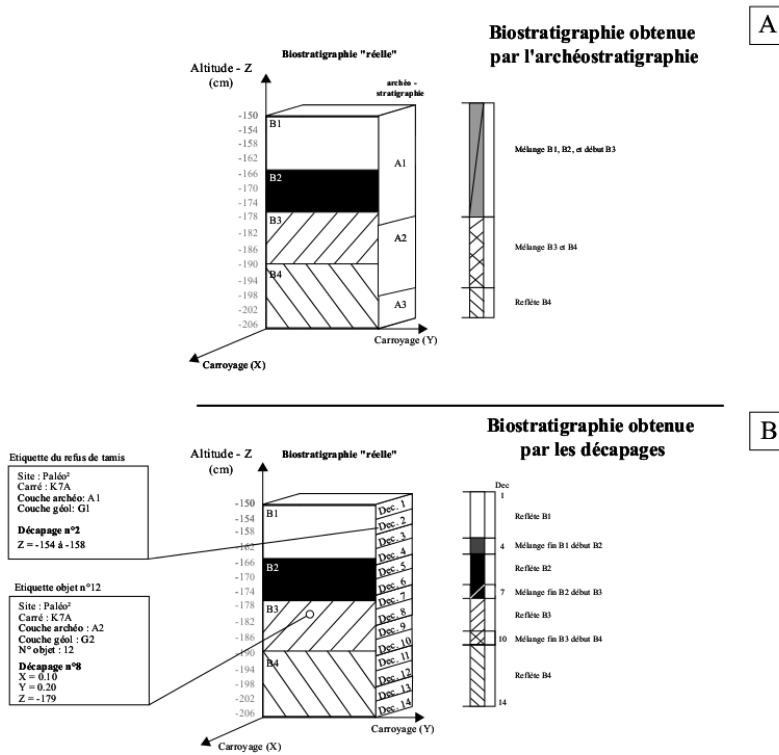 A
Biostratigraphie obtenue
par l'archéostratigraphie
Biostratigraphie "réelle"
Altitude - Z
(cm)
archéo -
stratigraphie
-150
-154
-158
-162
-166
-170
-174
-178
-182
-186
-190
-194
-198
-202
-206
B1
B2
B3
B4
A1
A2
A3
Carroyage (Y)
Carroyage (X)
Mélange B1, B2, et début B3
Mélange B3 et B4
Reflète B4
B
Biostratigraphie obtenue
par les décapages
Biostratigraphie "réelle"
Altitude - Z
(cm)
Etiquette du refus de tamis
Site : Paléo²
Carré : K7A
Couche archéo: A1
Couche géol: G1
Décapage n°2
Z = -154 à -158
Etiquette objet n°12
Site : Paléo²
Carré : K7A
Couche archéo : A2
Couche géol : G2
N° objet : 12
Décapage n°8
X = 0.10
Y = 0.20
Z = -179
-150
-154
-158
-162
-166
-170
-174
-178
-182
-186
-190
-194
-198
-202
-206
B1
B2
B3
B4
Dec. 1
Dec. 2
Dec. 3
Dec. 4
Dec. 5
Dec. 6
Dec. 7
Dec. 8
Dec. 9
Dec. 10
Dec. 11
Dec. 12
Dec. 13
Dec. 14
Carroyage (Y)
Carroyage (X)
Dec
1
4
7
10
14
Reflète B1
Mélange fin B1 début B2
Reflète B2
Mélange fin B2 début B3
Reflète B3
Mélange fin B3 début B4
Reflète B4